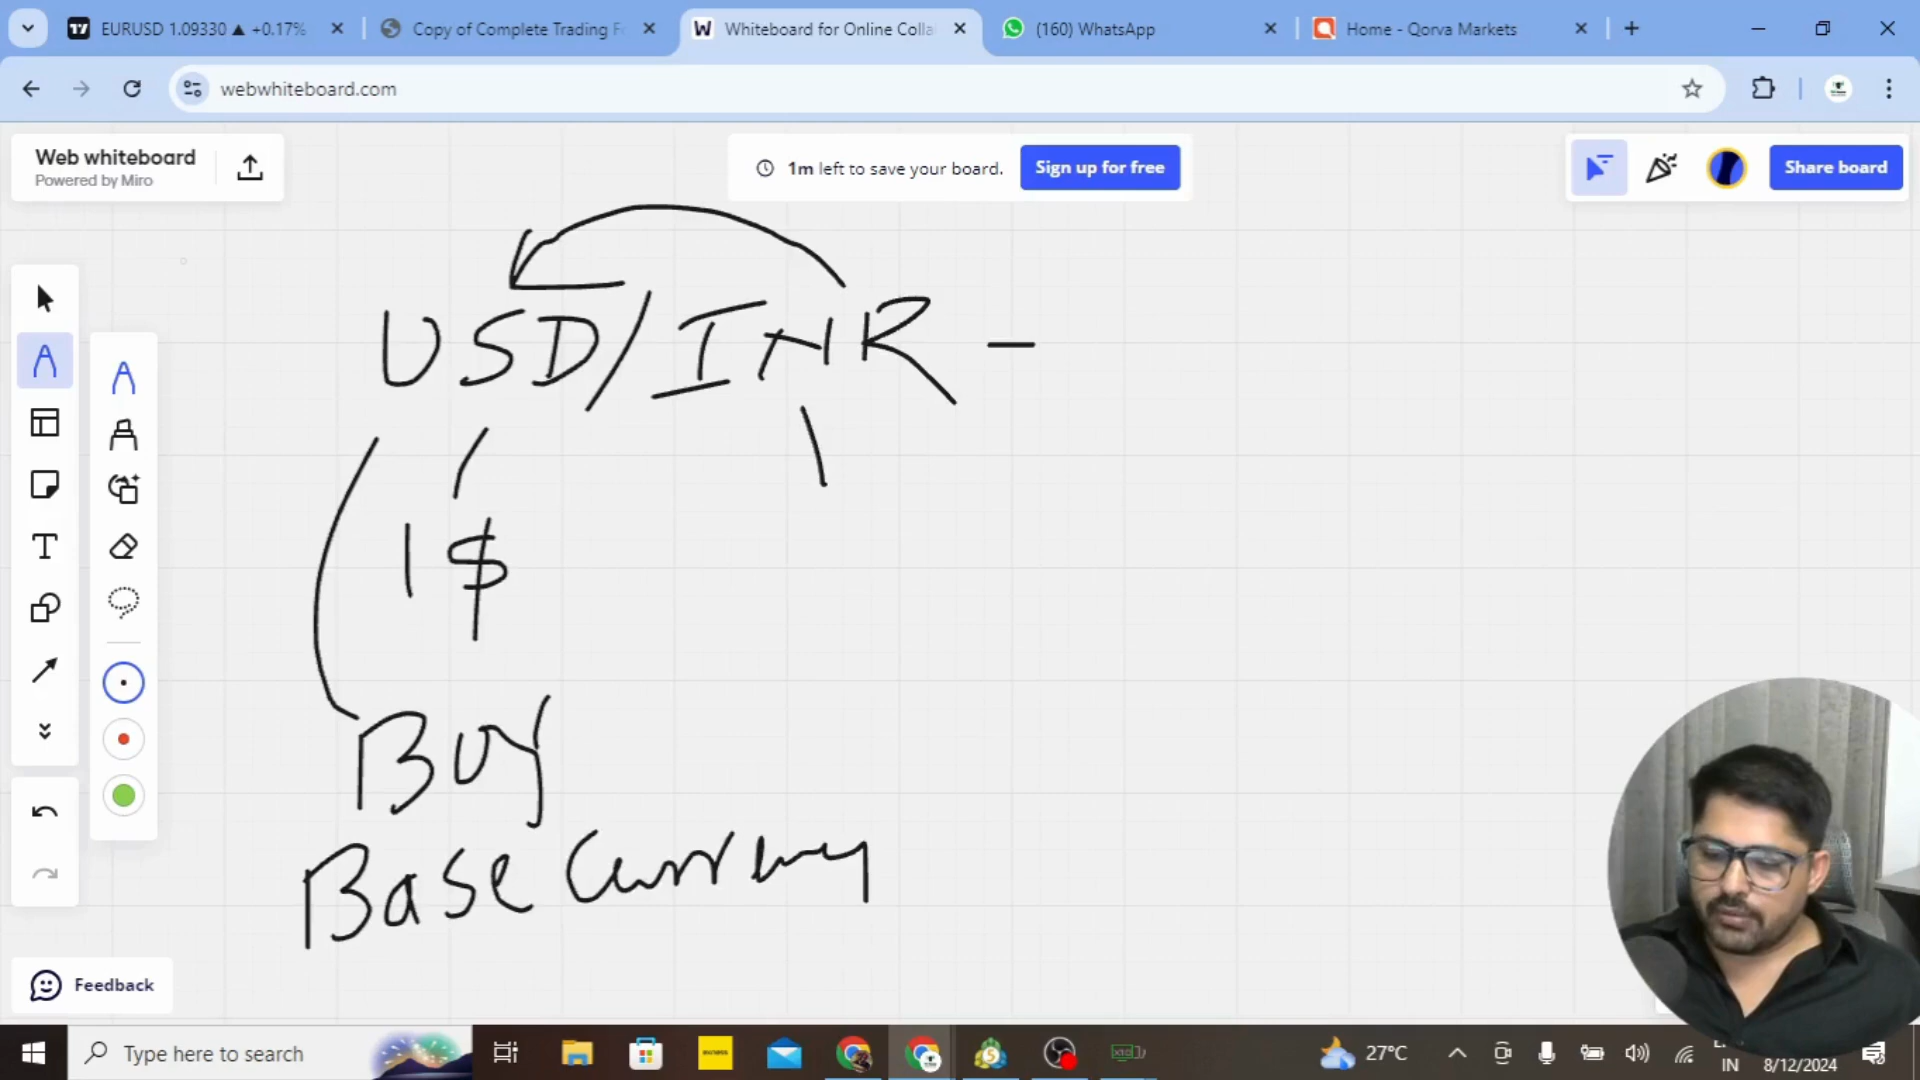 EURUSD 1.09330 ▲ +0.17%
Copy of Complete Trading F
Whiteboard for Online Colla
(160) WhatsApp
Home - Qorva Markets
webwhiteboard.com
Web whiteboard
Powered by Miro
1m left to save your board.
Sign up for free
Share board
USD/INR -
1 $
Buy
Base Currency
Feedback
Type here to search
27°C
IN
8/12/2024